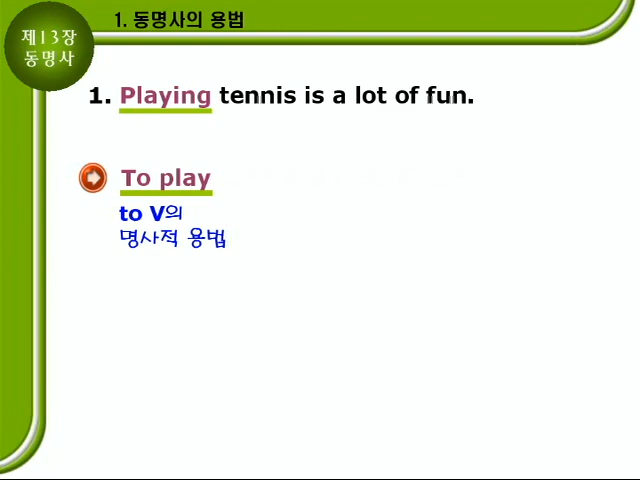 제13장
동명사
1. 동명사의 용법
1. Playing tennis is a lot of fun.
To play
to V의
명사적 용법